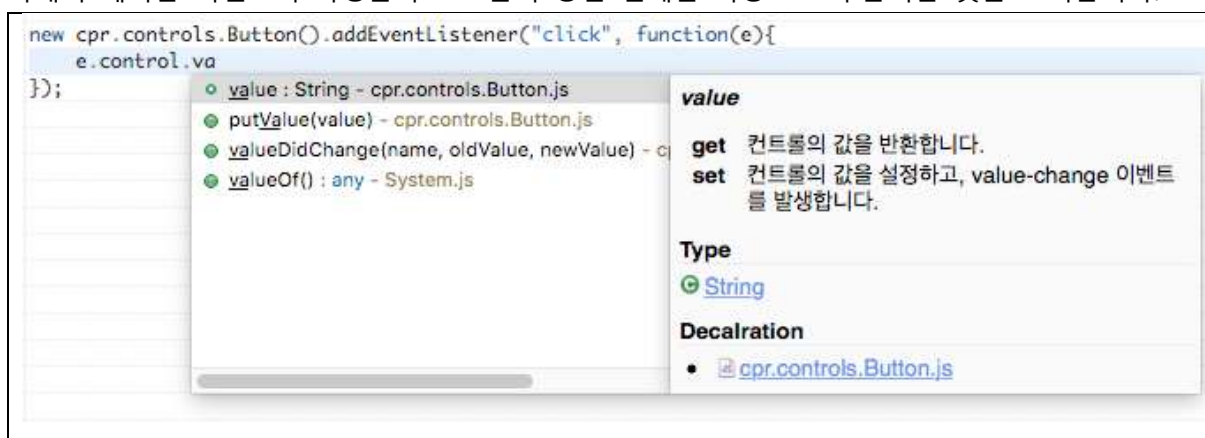 new cpr.controls.Button().addEventListener("click", function(e){
e.control.va
});
value : String - cpr.controls.Button.js
putValue(value) - cpr.controls.Button.js
valueDidChange(name, oldValue, newValue) - c
valueOf() : any - System.js
value
get 컨트롤의 값을 반환합니다.
set 컨트롤의 값을 설정하고, value-change 이벤트
를 발생합니다.
Type
String
Decalration
cpr.controls.Button.js